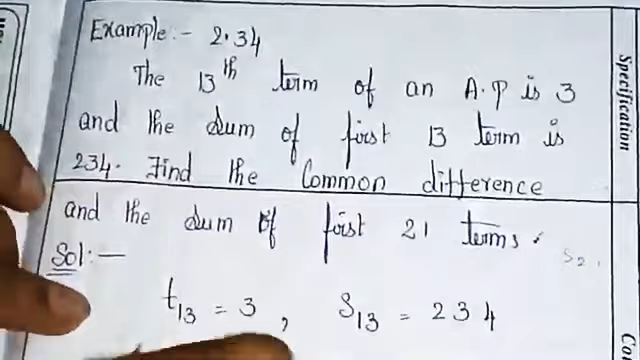 Example:- 2.34
The 13th term of an A.P is 3
and the sum of first 13 term is
234. Find the Common difference
and the sum of first 21 terms.
Sol:-
t13 = 3, S13 = 234
Specification